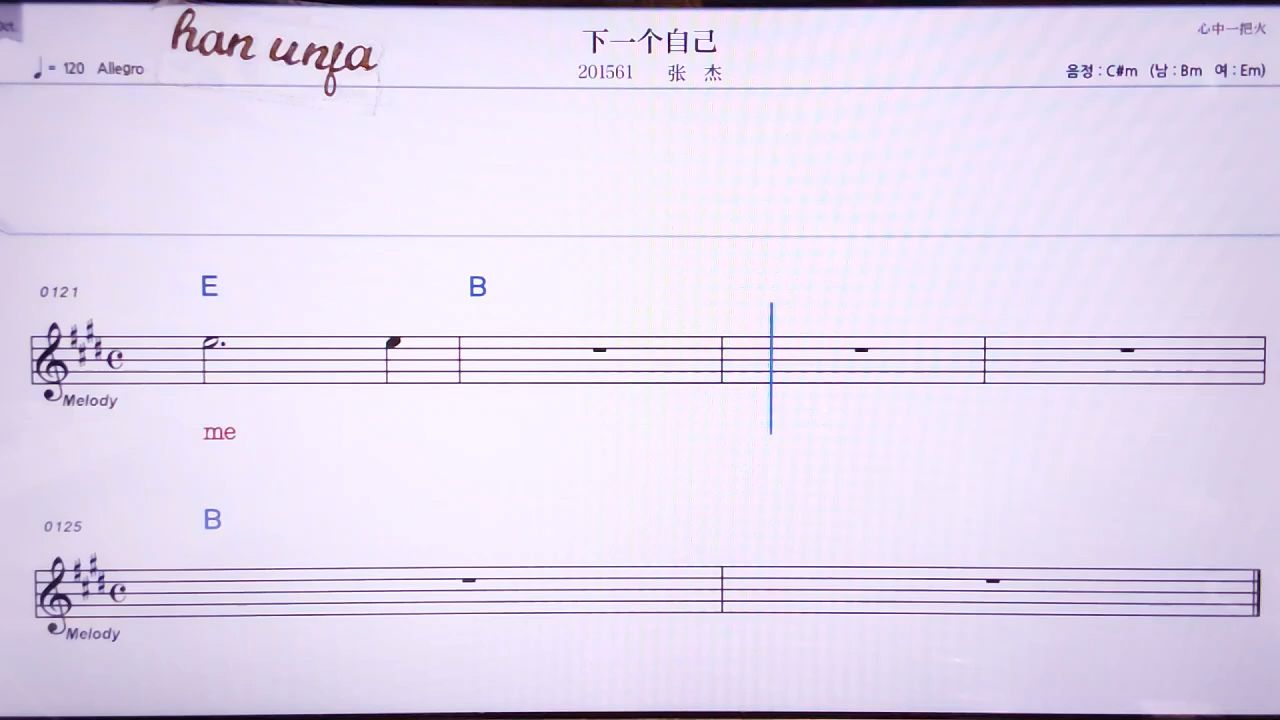 han unfa
下一个自己
心中一把火
♩= 120 Allegro
201561 张 杰
음정 : C#m (남 : Bm 여 : Em)
0121 E B
Melody
me
0125 B
Melody